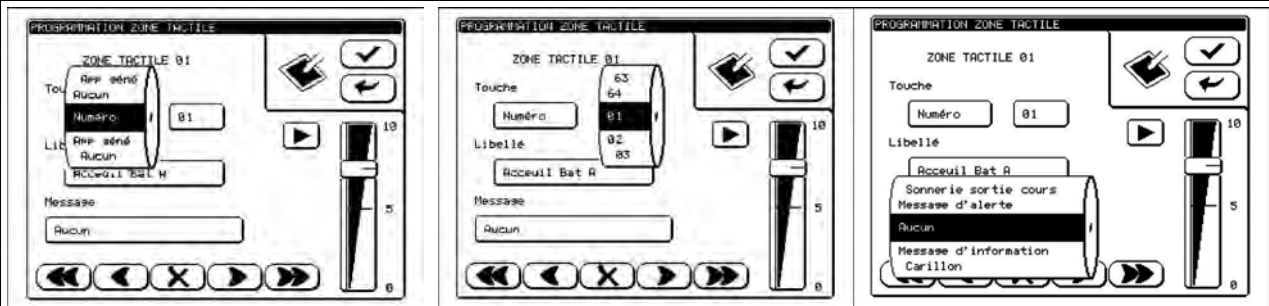 PROGRAMMATION ZONE TACTILE
ZONE TACTILE 01
App géné
Tou
Aucun
Numéro
01
App géné
Lib
Aucun
Acceuil Bat A
Message
Aucun
10
5
0
PROGRAMMATION ZONE TACTILE
ZONE TACTILE 01
63
Touche
64
Numéro
01
02
Libellé
03
Acceuil Bat A
Message
Aucun
10
5
0
PROGRAMMATION ZONE TACTILE
ZONE TACTILE 01
Touche
Numéro
01
Libellé
Acceuil Bat A
Sonnerie sortie cours
Message d'alerte
Aucun
Message d'information
Carillon
10
5
0